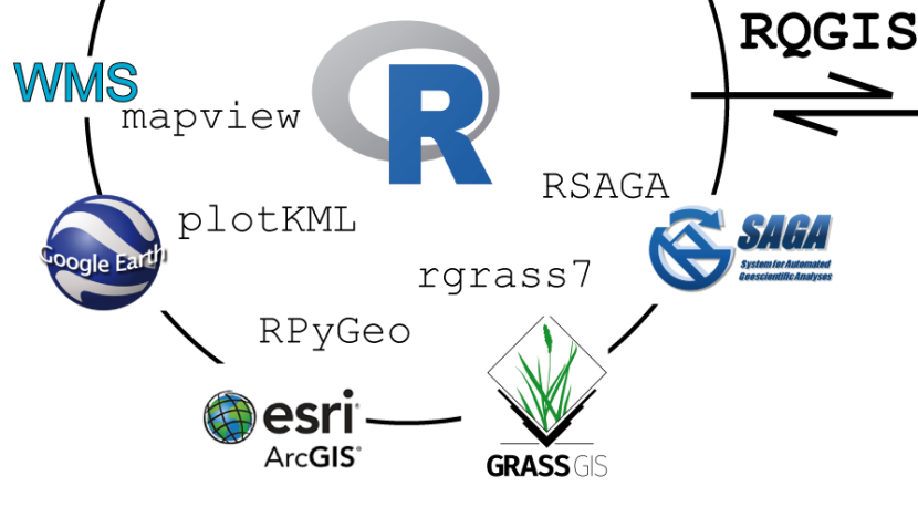 RQGIS
WMS
mapview
R
RSAGA
plotKML
Google Earth
SAGA
System for Automated
Geoscientific Analyses
rgrass7
RPyGeo
esri
ArcGIS®
GRASS GIS